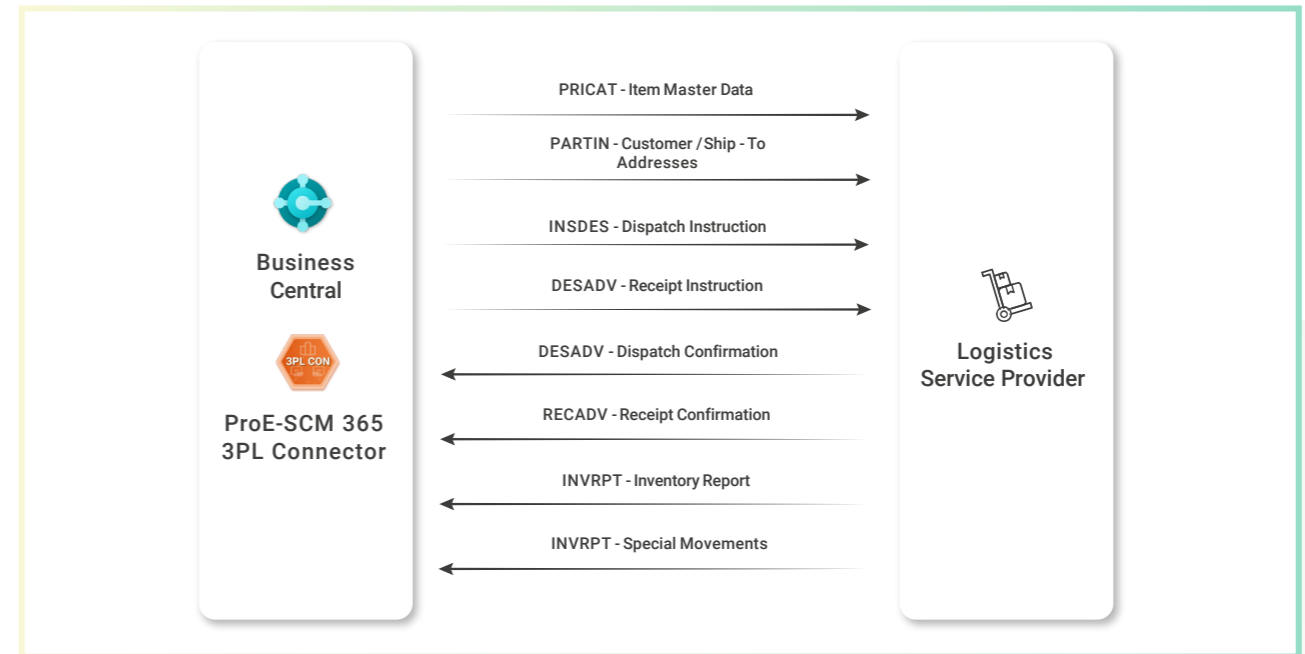 PRICAT - Item Master Data
PARTIN - Customer / Ship - To
Addresses
INSDES - Dispatch Instruction
DESADV - Receipt Instruction
DESADV - Dispatch Confirmation
RECADV - Receipt Confirmation
INVRPT - Inventory Report
INVRPT - Special Movements
Business
Central
3PL CON
ProE-SCM 365
3PL Connector
Logistics
Service Provider